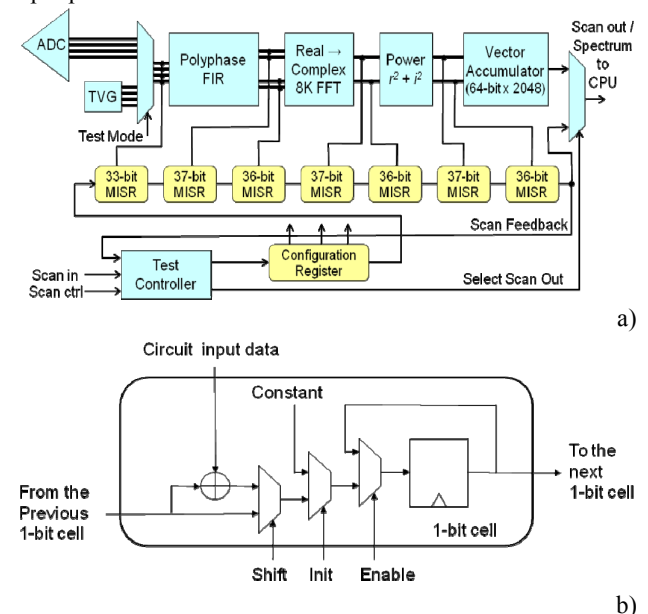 ADC
TVG
Test Mode
Polyphase
FIR
Real →
Complex
8K FFT
Power
r² + i²
Vector
Accumulator
(64-bit x 2048)
Scan out /
Spectrum
to
CPU
33-bit
MISR
37-bit
MISR
36-bit
MISR
37-bit
MISR
36-bit
MISR
37-bit
MISR
36-bit
MISR
Scan Feedback
Scan in
Scan ctrl
Test
Controller
Configuration
Register
Select Scan Out
a)
Circuit input data
Constant
From the
Previous
1-bit cell
To the
next
1-bit cell
1-bit cell
Shift Init Enable
b)